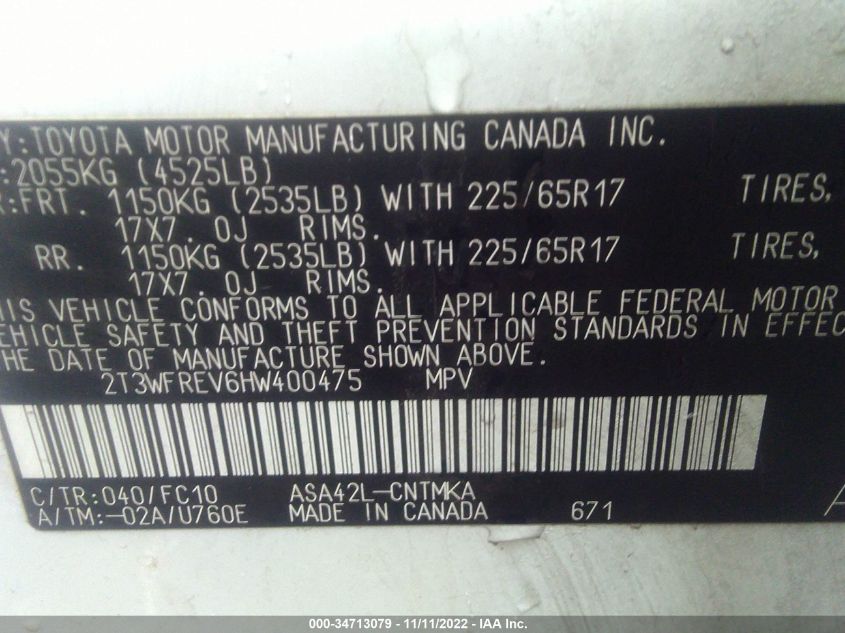 Y:TOYOTA MOTOR MANUFACTURING CANADA INC.
:2055KG (4525LB)
R:FRT. 1150KG (2535LB) WITH 225/65R17 TIRES,
17X7.0J RIMS.
RR. 1150KG (2535LB) WITH 225/65R17 TIRES,
17X7.0J RIMS.
HIS VEHICLE CONFORMS TO ALL APPLICABLE FEDERAL MOTOR
VEHICLE SAFETY AND THEFT PREVENTION STANDARDS IN EFFEC
THE DATE OF MANUFACTURE SHOWN ABOVE.
2T3WFREV6HW400475 MPV
C/TR:040/FC10 ASA42L-CNTMKA
A/TM:-02A/U760E MADE IN CANADA 671 A
000-34713079 - 11/11/2022 - IAA Inc.